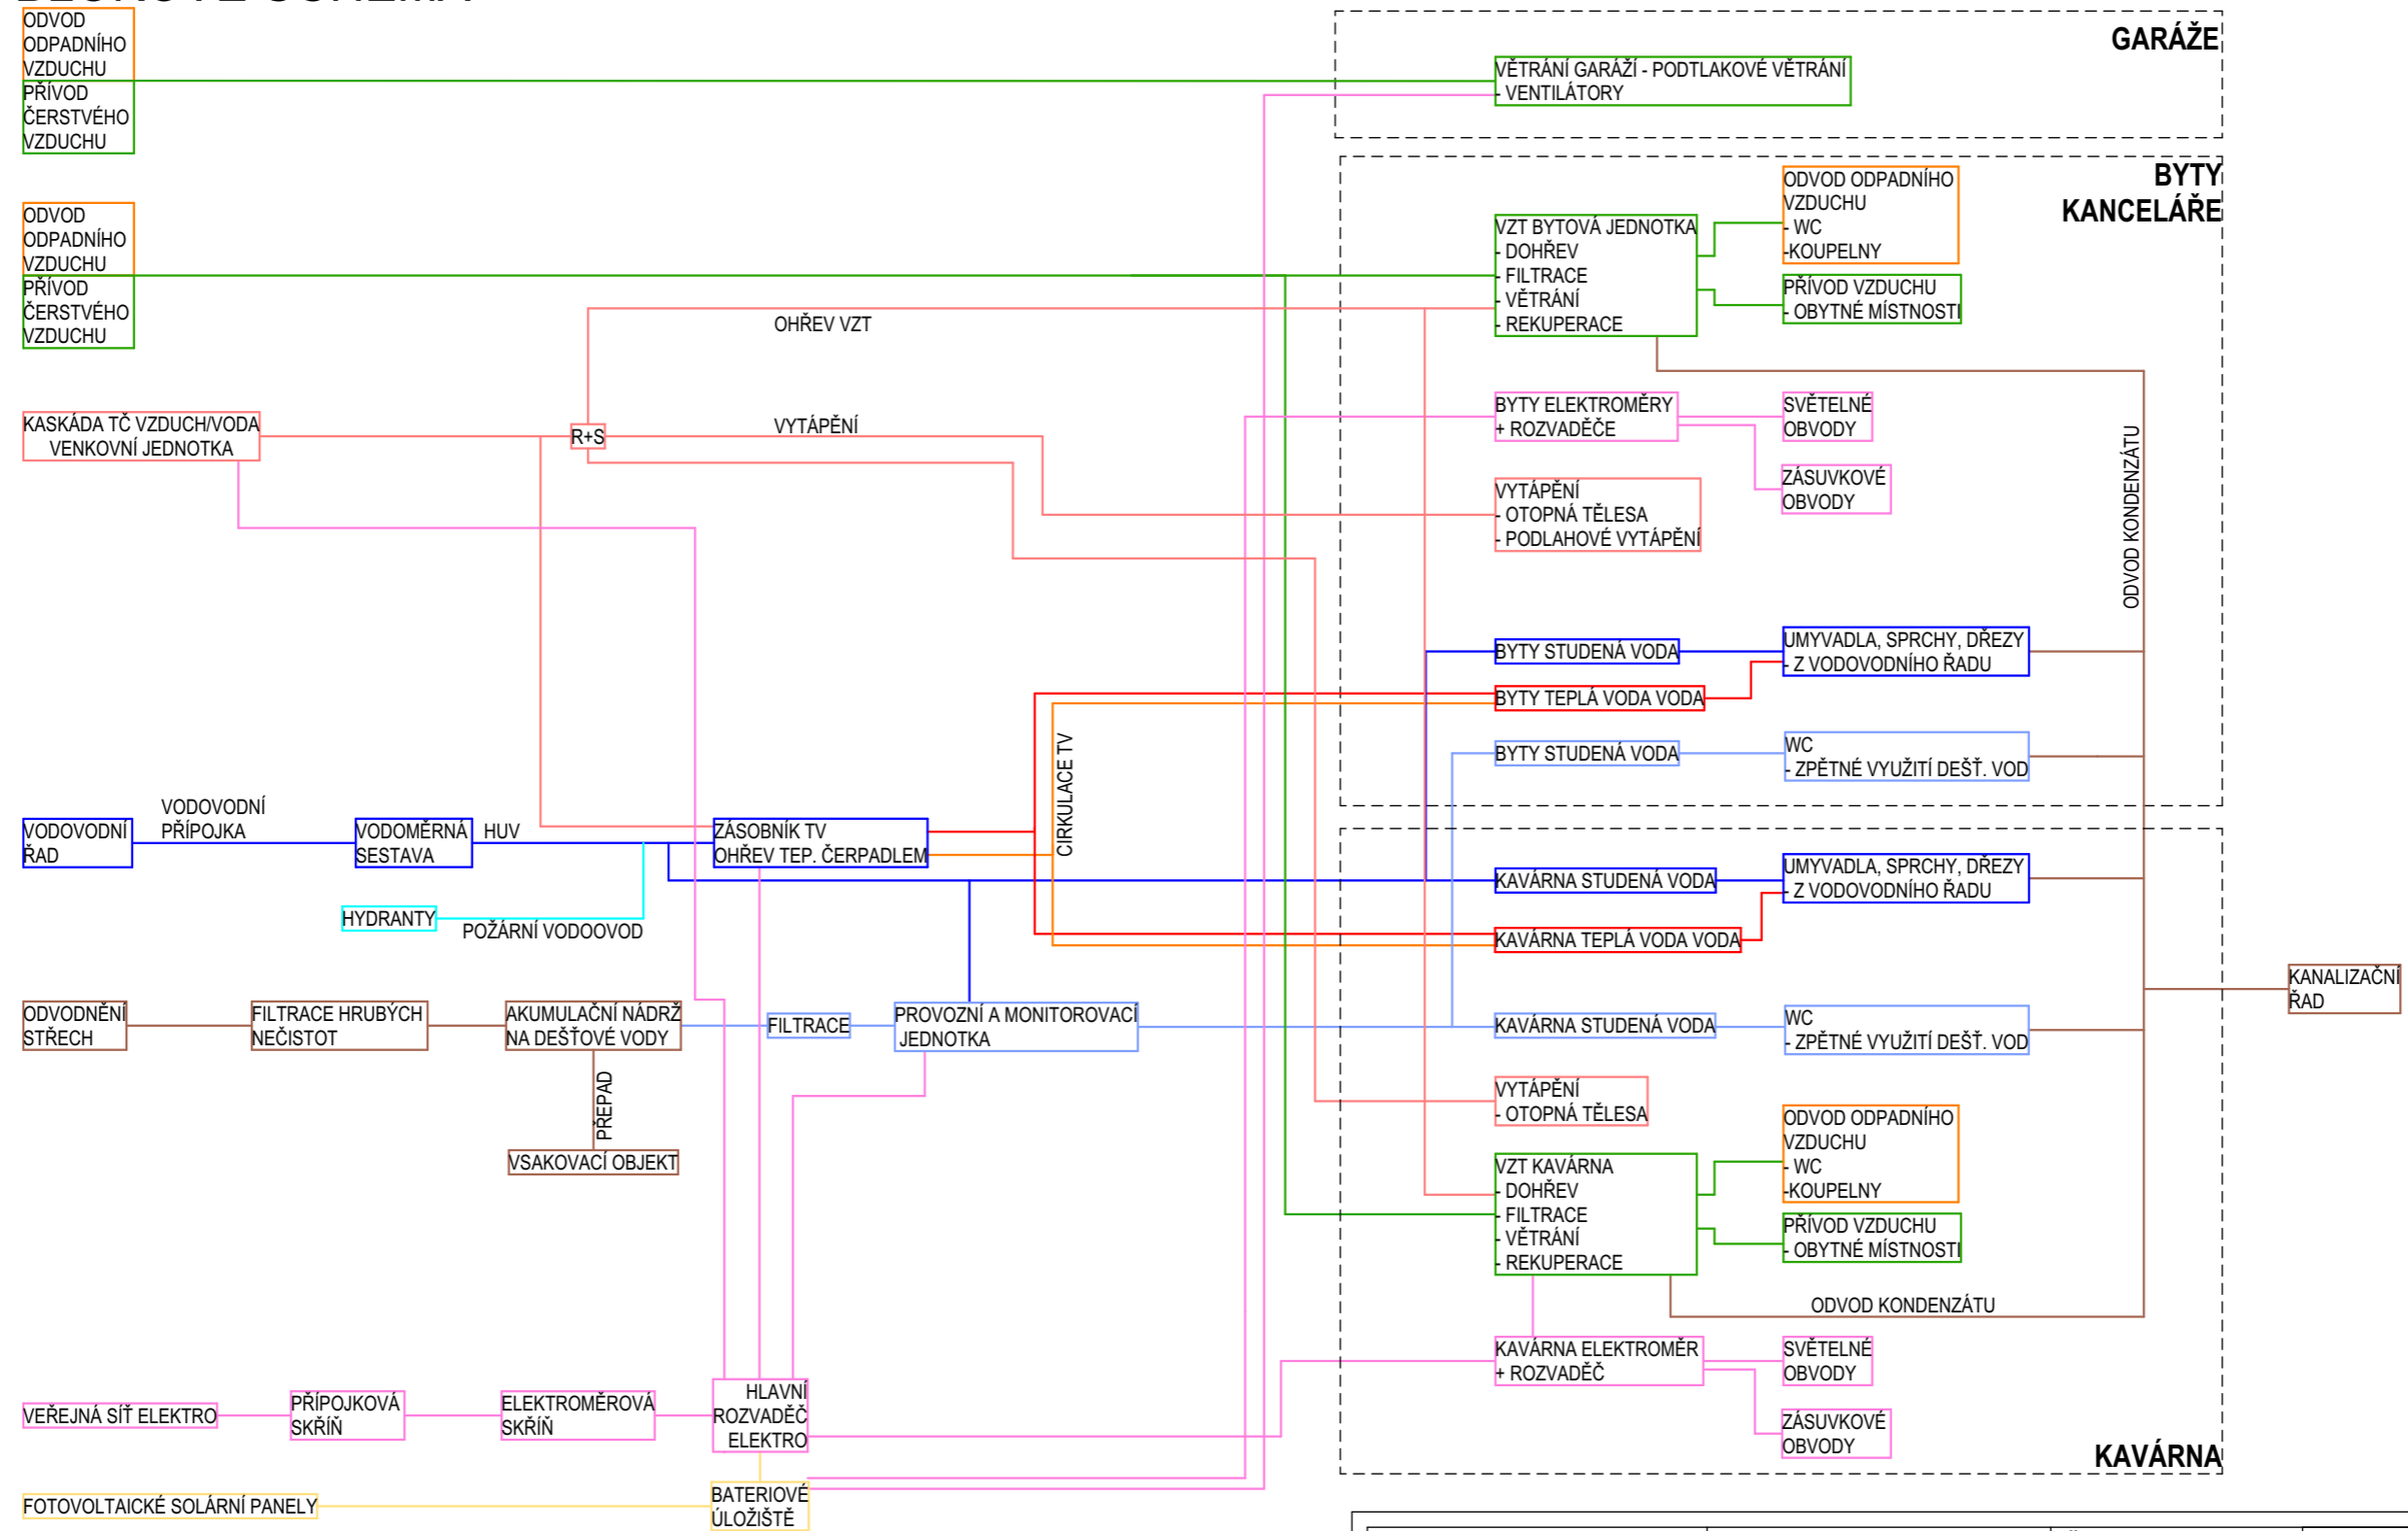 ODVOD
ODPADNÍHO
VZDUCHU
PŘÍVOD
ČERSTVÉHO
VZDUCHU
GARÁŽE
VĚTRÁNÍ GARÁŽÍ - PODTLAKOVÉ VĚTRÁNÍ
- VENTILÁTORY
ODVOD
ODPADNÍHO
VZDUCHU
PŘÍVOD
ČERSTVÉHO
VZDUCHU
BYTY
KANCELÁŘE
VZT BYTOVÁ JEDNOTKA
- DOHŘEV
- FILTRACE
- VĚTRÁNÍ
- REKUPERACE
ODVOD ODPADNÍHO
VZDUCHU
- WC
-KOUPELNY
PŘÍVOD VZDUCHU
- OBYTNÉ MÍSTNOSTI
OHŘEV VZT
KASKÁDA TČ VZDUCH/VODA
VENKOVNÍ JEDNOTKA
R+S
VYTÁPĚNÍ
BYTY ELEKTROMĚRY
+ ROZVADĚČE
SVĚTELNÉ
OBVODY
ZÁSUVKOVÉ
OBVODY
VYTÁPĚNÍ
- OTOPNÁ TĚLESA
- PODLAHOVÉ VYTÁPĚNÍ
ODVOD KONDENZÁTU
BYTY STUDENÁ VODA
UMYVADLA, SPRCHY, DŘEZY
- Z VODOVODNÍHO ŘADU
BYTY TEPLÁ VODA VODA
BYTY STUDENÁ VODA
WC
- ZPĚTNÉ VYUŽITÍ DEŠŤ. VOD
CIRKULACE TV
VODOVODNÍ
ŘAD
VODOVODNÍ
PŘÍPOJKA
VODOMĚRNÁ
SESTAVA
HUV
ZÁSOBNÍK TV
OHŘEV TEP. ČERPADLEM
HYDRANTY
POŽÁRNÍ VODOOVOD
KAVÁRNA STUDENÁ VODA
UMYVADLA, SPRCHY, DŘEZY
- Z VODOVODNÍHO ŘADU
KAVÁRNA TEPLÁ VODA VODA
KANALIZAČNÍ
ŘAD
ODVODNĚNÍ
STŘECH
FILTRACE HRUBÝCH
NEČISTOT
AKUMULAČNÍ NÁDRŽ
NA DEŠŤOVÉ VODY
FILTRACE
PROVOZNÍ A MONITOROVACÍ
JEDNOTKA
KAVÁRNA STUDENÁ VODA
WC
- ZPĚTNÉ VYUŽITÍ DEŠŤ. VOD
PŘEPAD
VSAKOVACÍ OBJEKT
VYTÁPĚNÍ
- OTOPNÁ TĚLESA
VZT KAVÁRNA
- DOHŘEV
- FILTRACE
- VĚTRÁNÍ
- REKUPERACE
ODVOD ODPADNÍHO
VZDUCHU
- WC
-KOUPELNY
PŘÍVOD VZDUCHU
- OBYTNÉ MÍSTNOSTI
ODVOD KONDENZÁTU
KAVÁRNA ELEKTROMĚR
+ ROZVADĚČ
SVĚTELNÉ
OBVODY
ZÁSUVKOVÉ
OBVODY
KAVÁRNA
VEŘEJNÁ SÍŤ ELEKTRO
PŘÍPOJKOVÁ
SKŘÍŇ
ELEKTROMĚROVÁ
SKŘÍŇ
HLAVNÍ
ROZVADĚČ
ELEKTRO
FOTOVOLTAICKÉ SOLÁRNÍ PANELY
BATERIOVÉ
ÚLOŽIŠTĚ